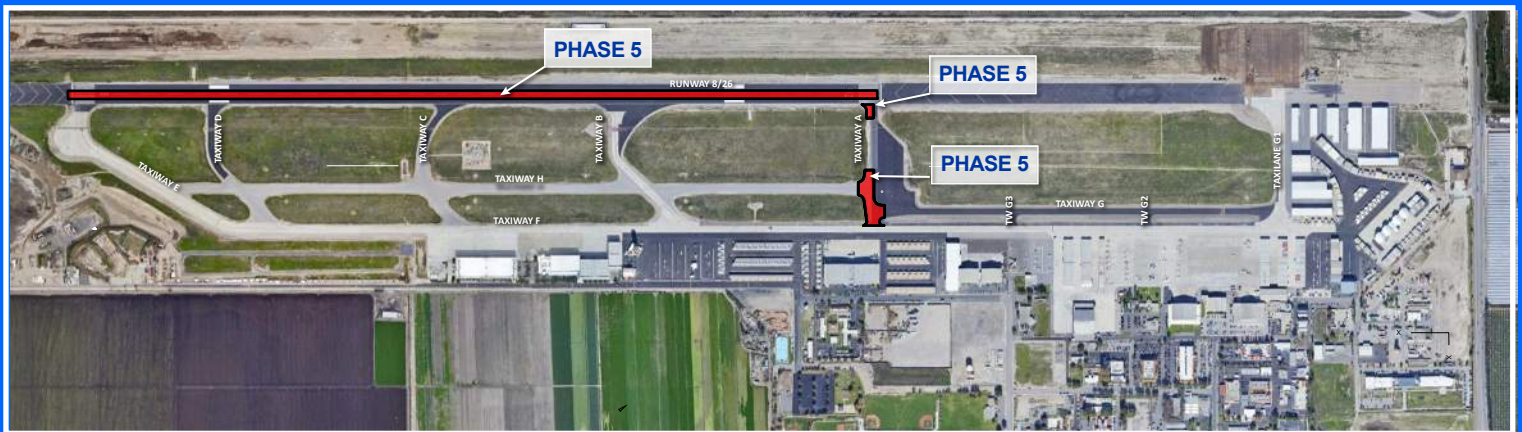 PHASE 5
PHASE 5
RUNWAY 8/26
TAXIWAY D
TAXIWAY C
TAXIWAY B
TAXIWAY A
TAXILANE G1
PHASE 5
TAXIWAY E
TAXIWAY H
TAXIWAY F
TW G3
TAXIWAY G
TW G2